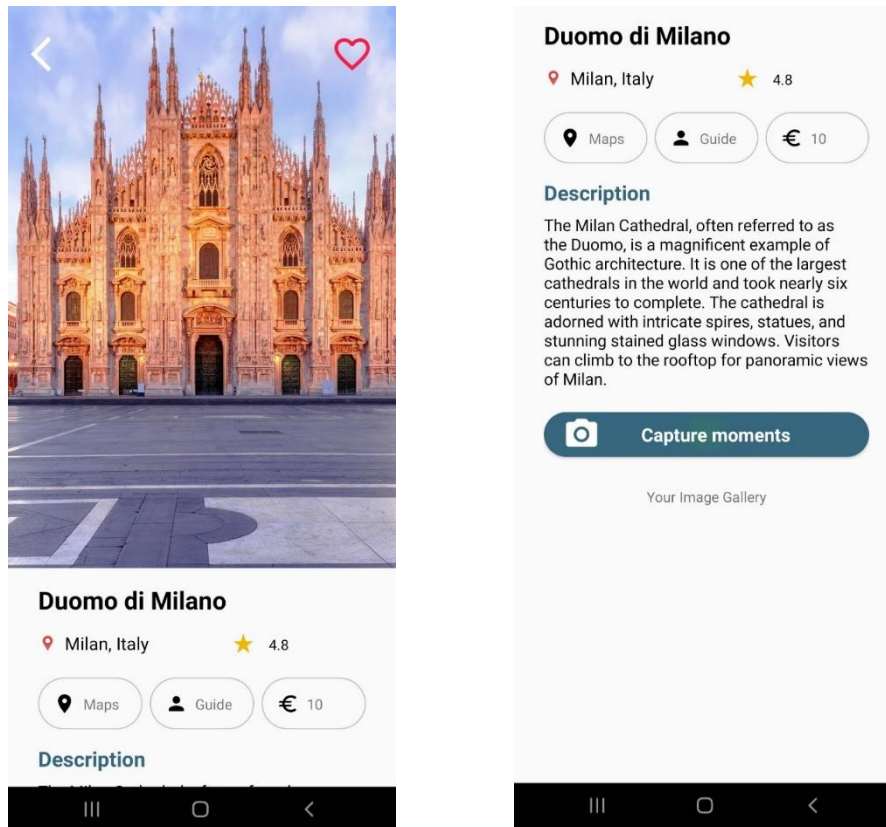 Duomo di Milano
Milan, Italy 4.8
Maps Guide € 10
Description
Duomo di Milano
Milan, Italy 4.8
Maps Guide € 10
Description
The Milan Cathedral, often referred to as
the Duomo, is a magnificent example of
Gothic architecture. It is one of the largest
cathedrals in the world and took nearly six
centuries to complete. The cathedral is
adorned with intricate spires, statues, and
stunning stained glass windows. Visitors
can climb to the rooftop for panoramic views
of Milan.
Capture moments
Your Image Gallery